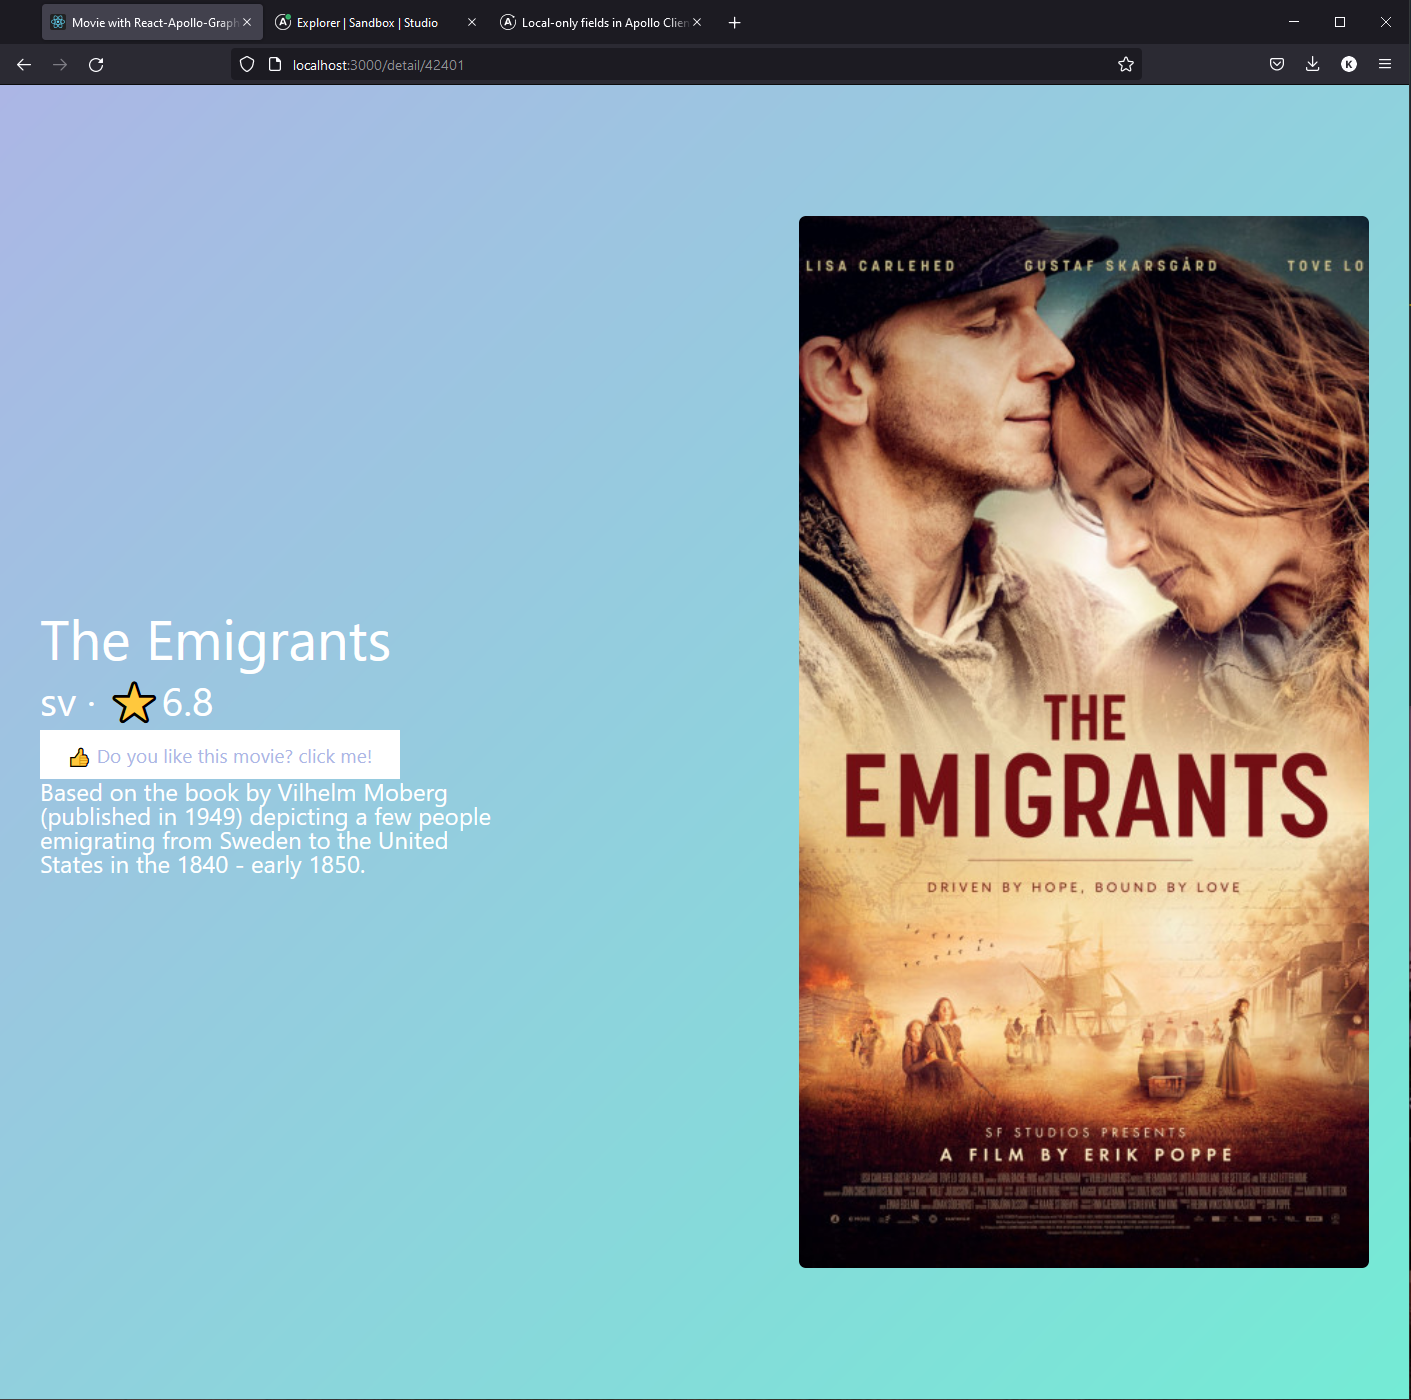 Movie with React-Apollo-Graph
Explorer | Sandbox | Studio
Local-only fields in Apollo Clien
localhost:3000/detail/42401
K
LISA CARLEHED GUSTAF SKARSGÅRD TOVE LO
The Emigrants
sv · ⭐6.8
👍 Do you like this movie? click me!
Based on the book by Vilhelm Moberg
(published in 1949) depicting a few people
emigrating from Sweden to the United
States in the 1840 - early 1850.
THE
EMIGRANTS
DRIVEN BY HOPE, BOUND BY LOVE
SF STUDIOS PRESENTS
A FILM BY ERIK POPPE